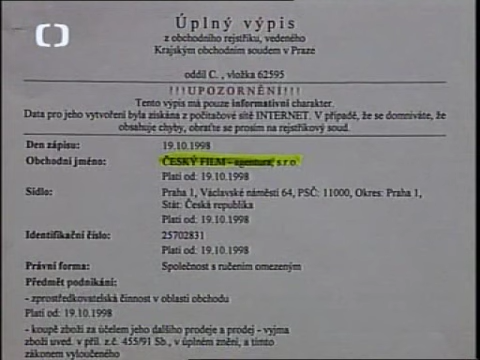 Úplný výpis
z obchodního rejstříku, vedeného
Krajským obchodním soudem v Praze
oddíl C. , vložka 62595
!!!UPOZORNĚNÍ!!!
Tento výpis má pouze informativní charakter.
Data pro jeho vytvoření byla získána z počítačové sítě INTERNET. V případě, že se domníváte, že
obsahuje chyby, obraťte se prosím na rejstříkový soud.
Den zápisu: 19.10.1998
Obchodní jméno: ČESKÝ FILM - agentura, s.r.o.
Platí od: 19.10.1998
Sídlo: Praha 1, Václavské náměstí 64, PSČ: 11000, Okres: Praha 1,
Stát: Česká republika
Platí od: 19.10.1998
Identifikační číslo: 25702831
Platí od: 19.10.1998
Právní forma: Společnost s ručením omezeným
Předmět podnikání:
- zprostředkovatelská činnost v oblasti obchodu
Platí od: 19.10.1998
- koupě zboží za účelem jeho dalšího prodeje a prodej - vyjma
zboží uved. v příl. z.č. 455/91 Sb., v úplném znění, a tímto
zákonem vyloučeného